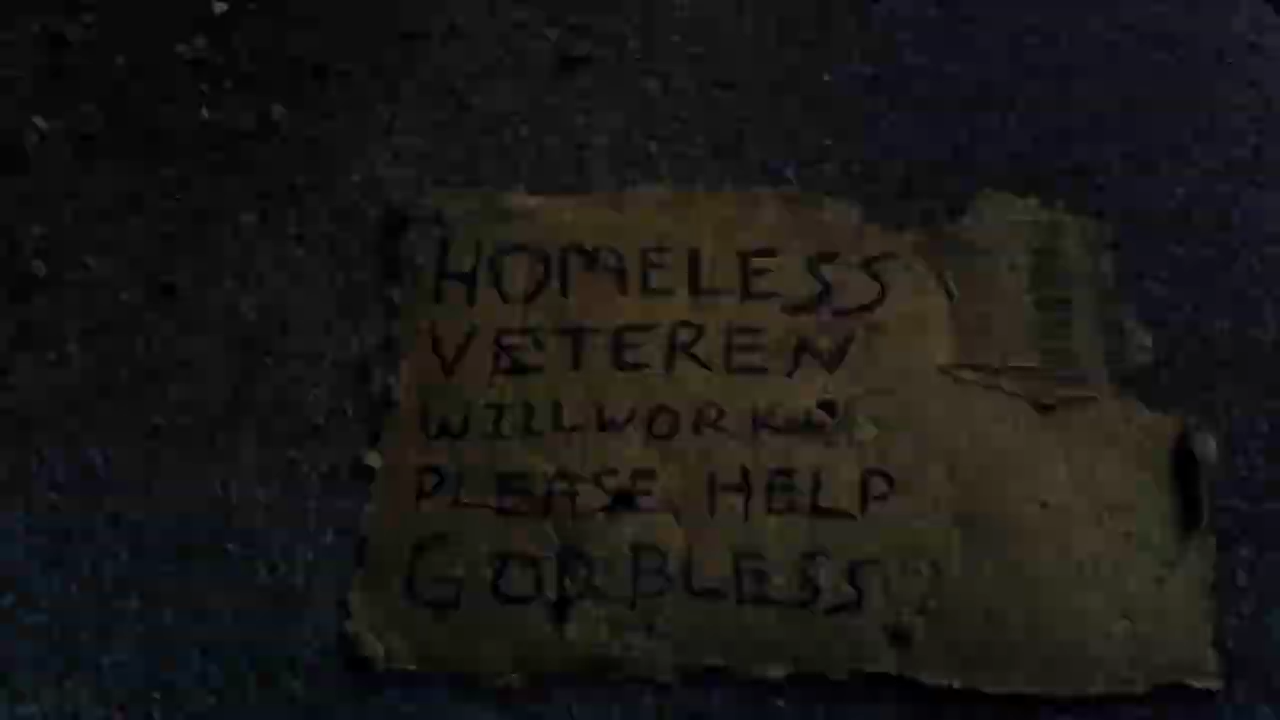 HOMELESS
VETEREN
WILL WORK
PLEASE HELP
GOD BLESS